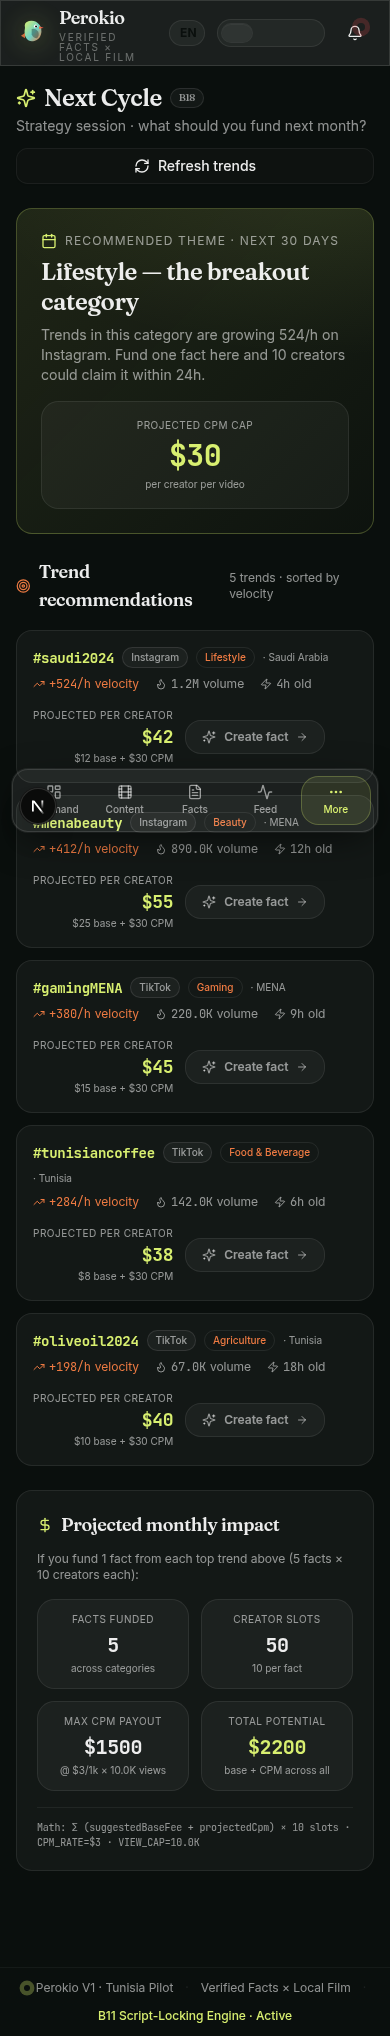 Perokio
VERIFIED
FACTS ×
LOCAL FILM
EN
Next Cycle B18
Strategy session · what should you fund next month?
Refresh trends
RECOMMENDED THEME · NEXT 30 DAYS
Lifestyle — the breakout
category
Trends in this category are growing 524/h on
Instagram. Fund one fact here and 10 creators
could claim it within 24h.
PROJECTED CPM CAP
$30
per creator per video
Trend
recommendations
5 trends · sorted by
velocity
#saudi2024 Instagram Lifestyle · Saudi Arabia
+524/h velocity 1.2M volume 4h old
PROJECTED PER CREATOR
$42
$12 base + $30 CPM
Create fact →
N
mand Content Facts Feed More
#menabeauty Instagram Beauty · MENA
+412/h velocity 890.0K volume 12h old
PROJECTED PER CREATOR
$55
$25 base + $30 CPM
Create fact →
#gamingMENA TikTok Gaming · MENA
+380/h velocity 220.0K volume 9h old
PROJECTED PER CREATOR
$45
$15 base + $30 CPM
Create fact →
#tunisiancoffee TikTok Food & Beverage
· Tunisia
+284/h velocity 142.0K volume 6h old
PROJECTED PER CREATOR
$38
$8 base + $30 CPM
Create fact →
#oliveoil2024 TikTok Agriculture · Tunisia
+198/h velocity 67.0K volume 18h old
PROJECTED PER CREATOR
$40
$10 base + $30 CPM
Create fact →
Projected monthly impact
If you fund 1 fact from each top trend above (5 facts ×
10 creators each):
FACTS FUNDED
5
across categories
CREATOR SLOTS
50
10 per fact
MAX CPM PAYOUT
$1500
@ $3/1k × 10.0K views
TOTAL POTENTIAL
$2200
base + CPM across all
Math: Σ (suggestedBaseFee + projectedCpm) × 10 slots ·
CPM_RATE=$3 · VIEW_CAP=10.0K
Perokio V1 · Tunisia Pilot · Verified Facts × Local Film ·
B11 Script-Locking Engine · Active